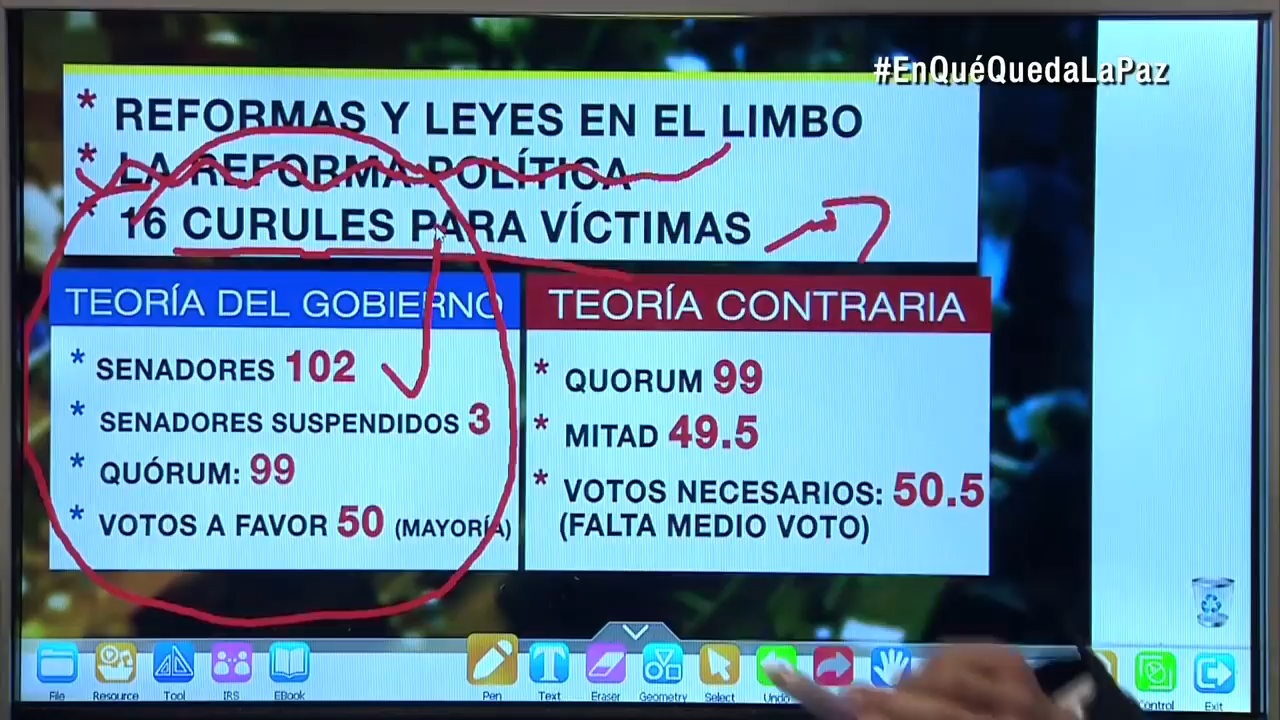 #EnQuéQuedaLaPaz
* REFORMAS Y LEYES EN EL LIMBO
* LA REFORMA POLÍTICA
* 16 CURULES PARA VÍCTIMAS
TEORÍA DEL GOBIERNO
* SENADORES 102
* SENADORES SUSPENDIDOS 3
* QUÓRUM: 99
* VOTOS A FAVOR 50 (MAYORÍA)
TEORÍA CONTRARIA
* QUORUM 99
* MITAD 49.5
* VOTOS NECESARIOS: 50.5
(FALTA MEDIO VOTO)
File Resource Tool IRS EBook Pen Text Eraser Geometry Select Undo Control Exit